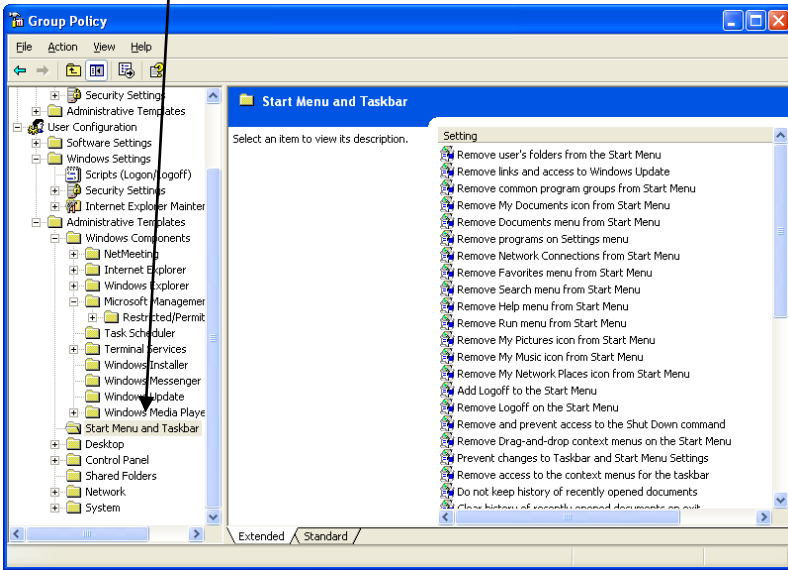 Group Policy
File Action View Help
Security Settings
Administrative Templates
User Configuration
Software Settings
Windows Settings
Scripts (Logon/Logoff)
Security Settings
Internet Explorer Mainter
Administrative Templates
Windows Components
NetMeeting
Internet Explorer
Windows Explorer
Microsoft Managemer
Restricted/Permit
Task Scheduler
Terminal Services
Windows Installer
Windows Messenger
Windows Update
Windows Media Playe
Start Menu and Taskbar
Desktop
Control Panel
Shared Folders
Network
System
Start Menu and Taskbar
Select an item to view its description.
Setting
Remove user's folders from the Start Menu
Remove links and access to Windows Update
Remove common program groups from Start Menu
Remove My Documents icon from Start Menu
Remove Documents menu from Start Menu
Remove programs on Settings menu
Remove Network Connections from Start Menu
Remove Favorites menu from Start Menu
Remove Search menu from Start Menu
Remove Help menu from Start Menu
Remove Run menu from Start Menu
Remove My Pictures icon from Start Menu
Remove My Music icon from Start Menu
Remove My Network Places icon from Start Menu
Add Logoff to the Start Menu
Remove Logoff on the Start Menu
Remove and prevent access to the Shut Down command
Remove Drag-and-drop context menus on the Start Menu
Prevent changes to Taskbar and Start Menu Settings
Remove access to the context menus for the taskbar
Do not keep history of recently opened documents
Clear history of recently opened documents on exit
Extended Standard